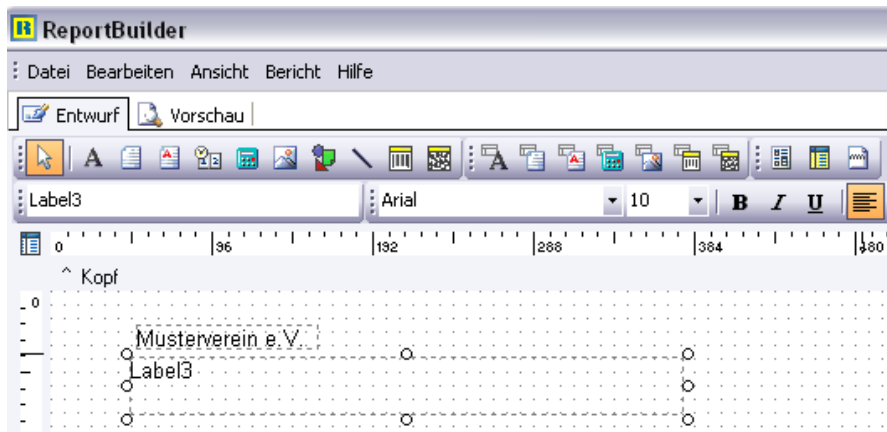 ReportBuilder
Datei Bearbeiten Ansicht Bericht Hilfe
Entwurf Vorschau
Label3 Arial 10 B I U
0 96 192 288 384 480
^ Kopf
0
Musterverein e.V.
Label3